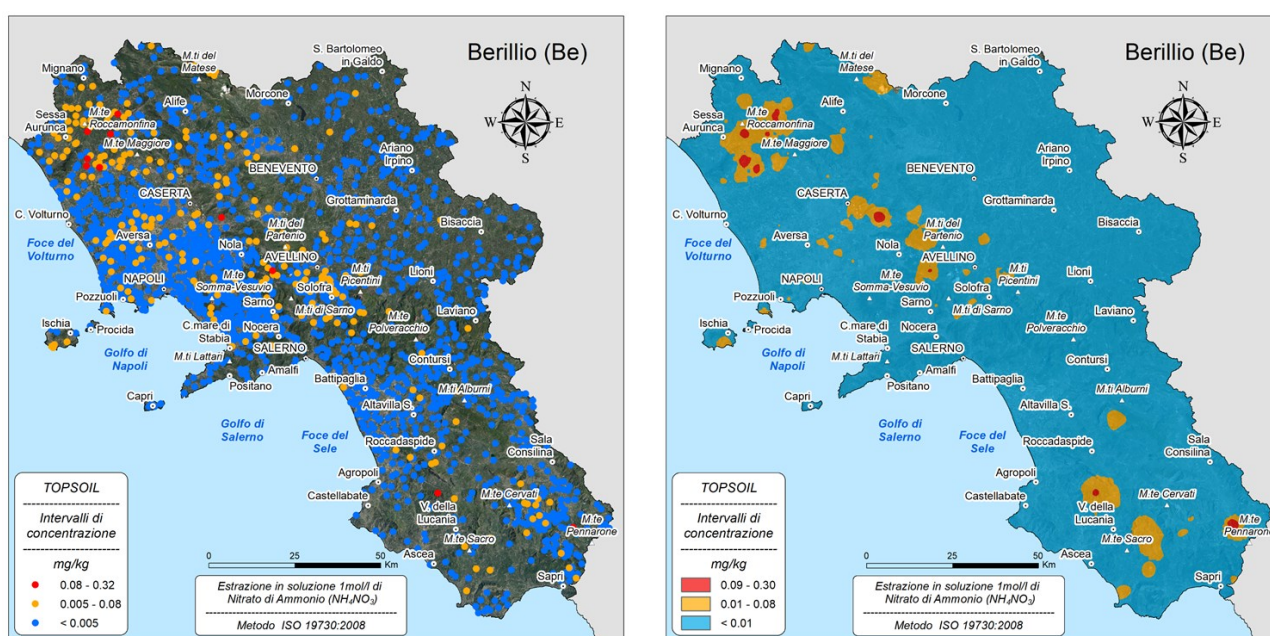 Berillio (Be)
M.ti del
Matese
S. Bartolomeo
in Galdo
Mignano
Alife
Morcone
N
W
E
S
Sessa
Aurunca
M.te
Roccamonfina
M.te Maggiore
Ariano
Irpino
BENEVENTO
CASERTA
Grottaminarda
C. Volturno
Bisaccia
Aversa
M.ti del
Partenio
Foce del
Volturno
Nola
AVELLINO
NAPOLI
M.te
Somma-Vesuvio
M.ti
Picentini
Lioni
Pozzuoli
Solofra
Sarno
M.ti di Sarno
Ischia
Procida
Laviano
C.mare di
Stabia
Nocera
M.te
Polveracchio
Golfo di
Napoli
SALERNO
M.ti Lattari
Contursi
Amalfi
Positano
Battipaglia
M.ti Alburni
Capri
Altavilla S.
Golfo di
Salerno
Foce del
Sele
Roccadaspide
Sala
Consilina
Agropoli
Castellabate
M.te Cervati
V. della
Lucania
M.te
Pennarone
M.te Sacro
Ascea
Sapri
0 25 50
Km
TOPSOIL
Intervalli di
concentrazione
mg/kg
0.08 - 0.32
0.005 - 0.08
< 0.005
Estrazione in soluzione 1mol/l di
Nitrato di Ammonio (NH₄NO₃)
Metodo ISO 19730:2008
Berillio (Be)
M.ti del
Matese
S. Bartolomeo
in Galdo
Mignano
Alife
Morcone
N
W
E
S
Sessa
Aurunca
M.te
Roccamonfina
M.te Maggiore
Ariano
Irpino
BENEVENTO
CASERTA
Grottaminarda
C. Volturno
Bisaccia
Aversa
M.ti del
Partenio
Foce del
Volturno
Nola
AVELLINO
NAPOLI
M.te
Somma-Vesuvio
M.ti
Picentini
Lioni
Pozzuoli
Solofra
Sarno
M.ti di Sarno
Ischia
Procida
Laviano
C.mare di
Stabia
Nocera
M.te
Polveracchio
Golfo di
Napoli
SALERNO
M.ti Lattari
Contursi
Amalfi
Positano
Battipaglia
M.ti Alburni
Capri
Altavilla S.
Golfo di
Salerno
Foce del
Sele
Roccadaspide
Sala
Consilina
Agropoli
Castellabate
M.te Cervati
V. della
Lucania
M.te
Pennarone
M.te Sacro
Ascea
Sapri
0 25 50
Km
TOPSOIL
Intervalli di
concentrazione
mg/kg
0.09 - 0.30
0.01 - 0.08
< 0.01
Estrazione in soluzione 1mol/l di
Nitrato di Ammonio (NH₄NO₃)
Metodo ISO 19730:2008